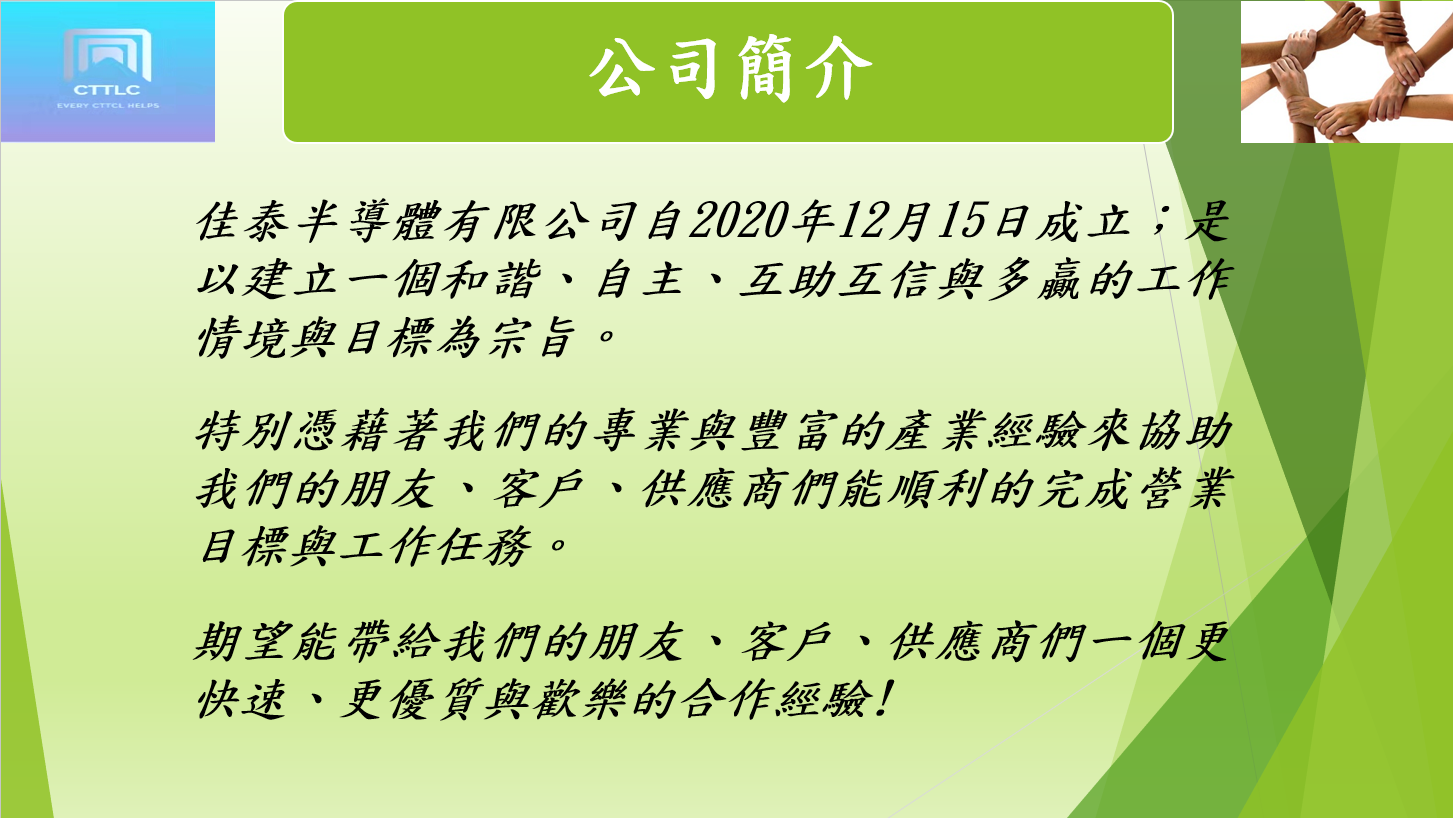 CTTLC
EVERY CTTCL HELPS
公司簡介
佳泰半導體有限公司自2020年12月15日成立；是
以建立一個和諧、自主、互助互信與多贏的工作
情境與目標為宗旨。
特別憑藉著我們的專業與豐富的產業經驗來協助
我們的朋友、客戶、供應商們能順利的完成營業
目標與工作任務。
期望能帶給我們的朋友、客戶、供應商們一個更
快速、更優質與歡樂的合作經驗!